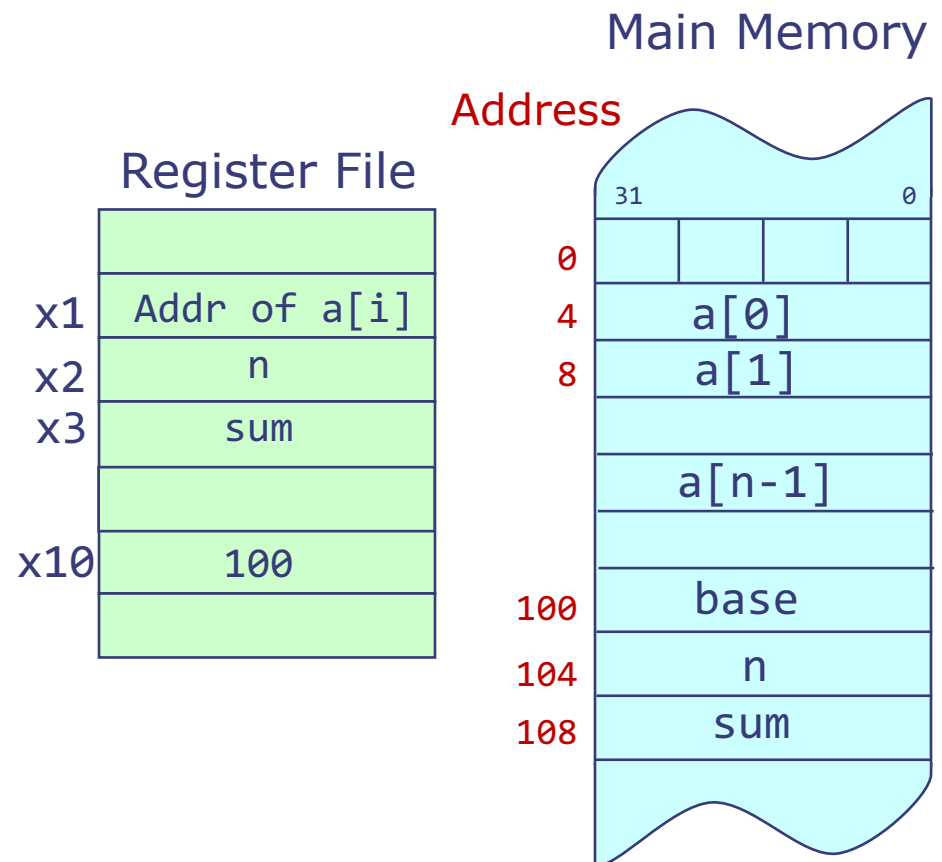 Main Memory
Address
Register File
31 0
0
x1 Addr of a[i]
4 a[0]
x2 n
8 a[1]
x3 sum
a[n-1]
x10 100
100 base
104 n
108 sum